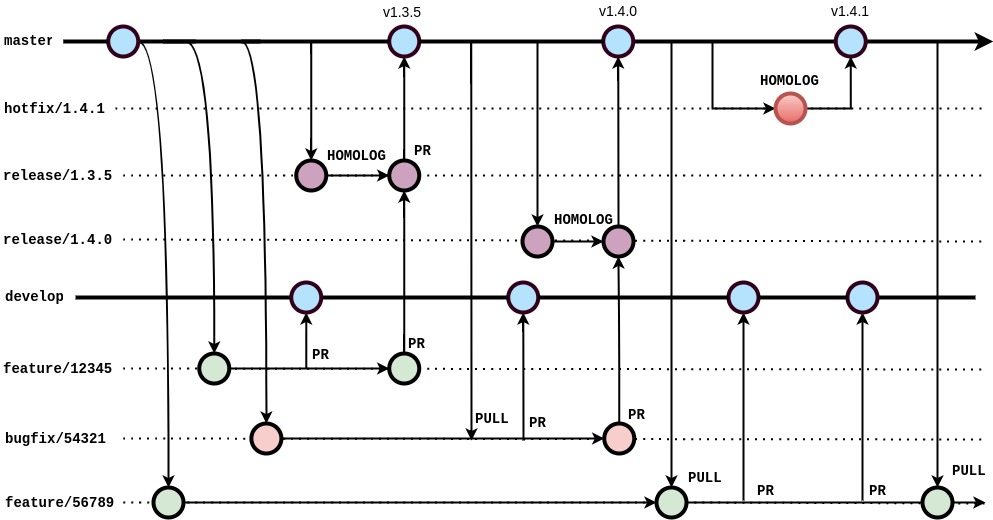 v1.3.5 v1.4.0 v1.4.1
master
HOMOLOG
hotfix/1.4.1
PR
HOMOLOG
release/1.3.5
HOMOLOG
release/1.4.0
develop
PR
PR
feature/12345
PR
PULL
PR
bugfix/54321
PULL
PULL
PR
PR
feature/56789